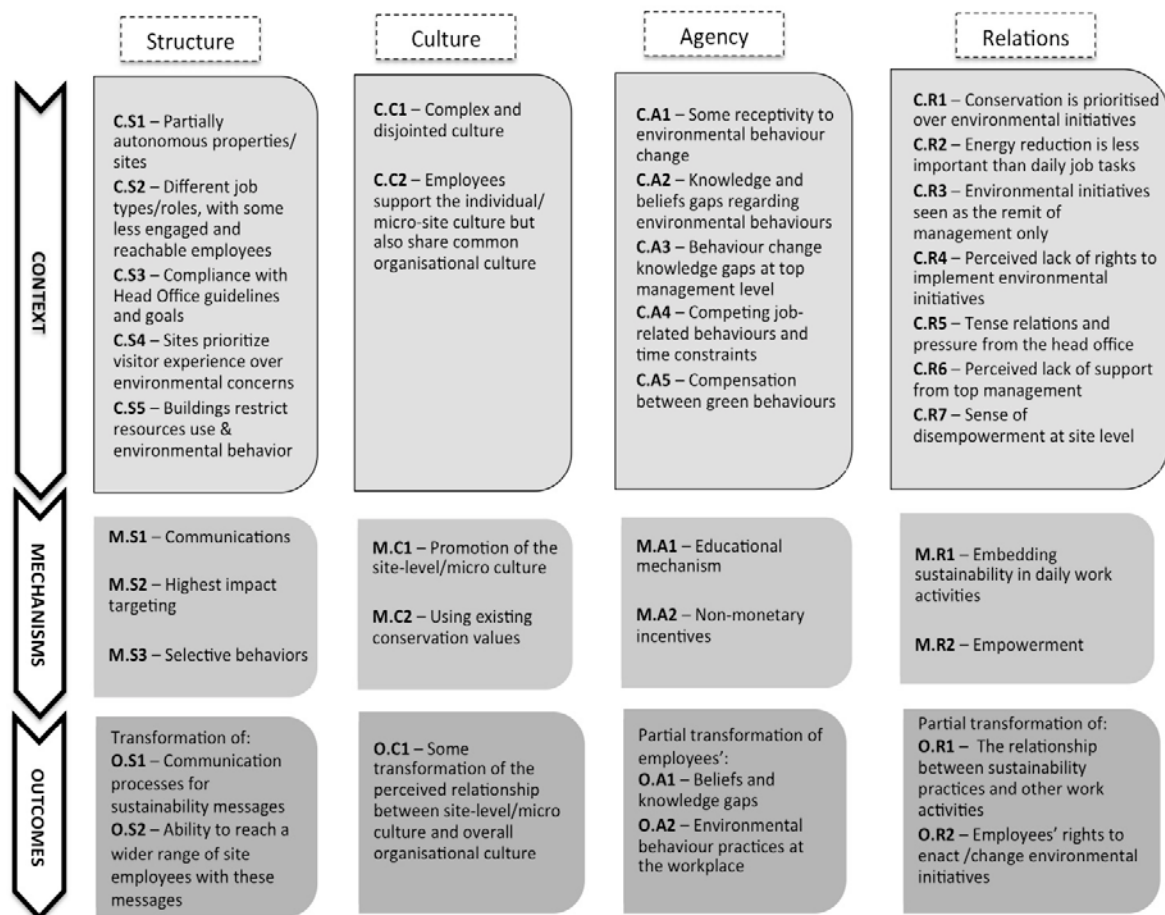 Structure
Culture
Agency
Relations
CONTEXT
C.S1 – Partially
autonomous properties/
sites
C.S2 – Different job
types/roles, with some
less engaged and
reachable employees
C.S3 – Compliance with
Head Office guidelines
and goals
C.S4 – Sites prioritize
visitor experience over
environmental concerns
C.S5 – Buildings restrict
resources use &
environmental behavior
C.C1 – Complex and
disjointed culture
C.C2 – Employees
support the individual/
micro-site culture but
also share common
organisational culture
C.A1 – Some receptivity to
environmental behaviour
change
C.A2 – Knowledge and
beliefs gaps regarding
environmental behaviours
C.A3 – Behaviour change
knowledge gaps at top
management level
C.A4 – Competing job-
related behaviours and
time constraints
C.A5 – Compensation
between green behaviours
C.R1 – Conservation is prioritised
over environmental initiatives
C.R2 – Energy reduction is less
important than daily job tasks
C.R3 – Environmental initiatives
seen as the remit of
management only
C.R4 – Perceived lack of rights to
implement environmental
initiatives
C.R5 – Tense relations and
pressure from the head office
C.R6 – Perceived lack of support
from top management
C.R7 – Sense of
disempowerment at site level
MECHANISMS
M.S1 – Communications
M.S2 – Highest impact
targeting
M.S3 – Selective behaviors
M.C1 – Promotion of the
site-level/micro culture
M.C2 – Using existing
conservation values
M.A1 – Educational
mechanism
M.A2 – Non-monetary
incentives
M.R1 – Embedding
sustainability in daily work
activities
M.R2 – Empowerment
OUTCOMES
Transformation of:
O.S1 – Communication
processes for
sustainability messages
O.S2 – Ability to reach a
wider range of site
employees with these
messages
O.C1 – Some
transformation of the
perceived relationship
between site-level/micro
culture and overall
organisational culture
Partial transformation of
employees’:
O.A1 – Beliefs and
knowledge gaps
O.A2 – Environmental
behaviour practices at
the workplace
Partial transformation of:
O.R1 – The relationship
between sustainability
practices and other work
activities
O.R2 – Employees’ rights to
enact /change environmental
initiatives